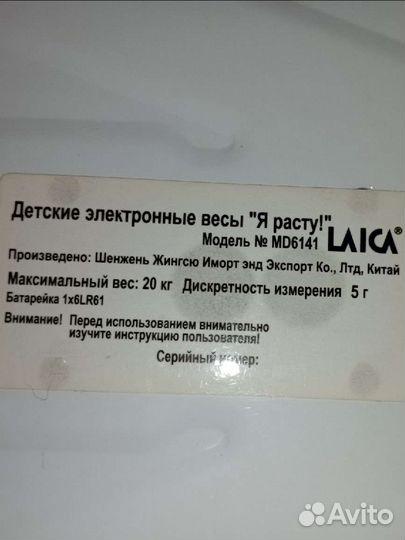 Детские электронные весы "Я расту!"
Модель № MD6141 LAICA®
Произведено: Шенжень Жингсю Иморт энд Экспорт Ко., Лтд, Китай
Максимальный вес: 20 кг Дискретность измерения 5 г
Батарейка 1x6LR61
Внимание! Перед использованием внимательно
изучите инструкцию пользователя!
Серийный номер:
Avito